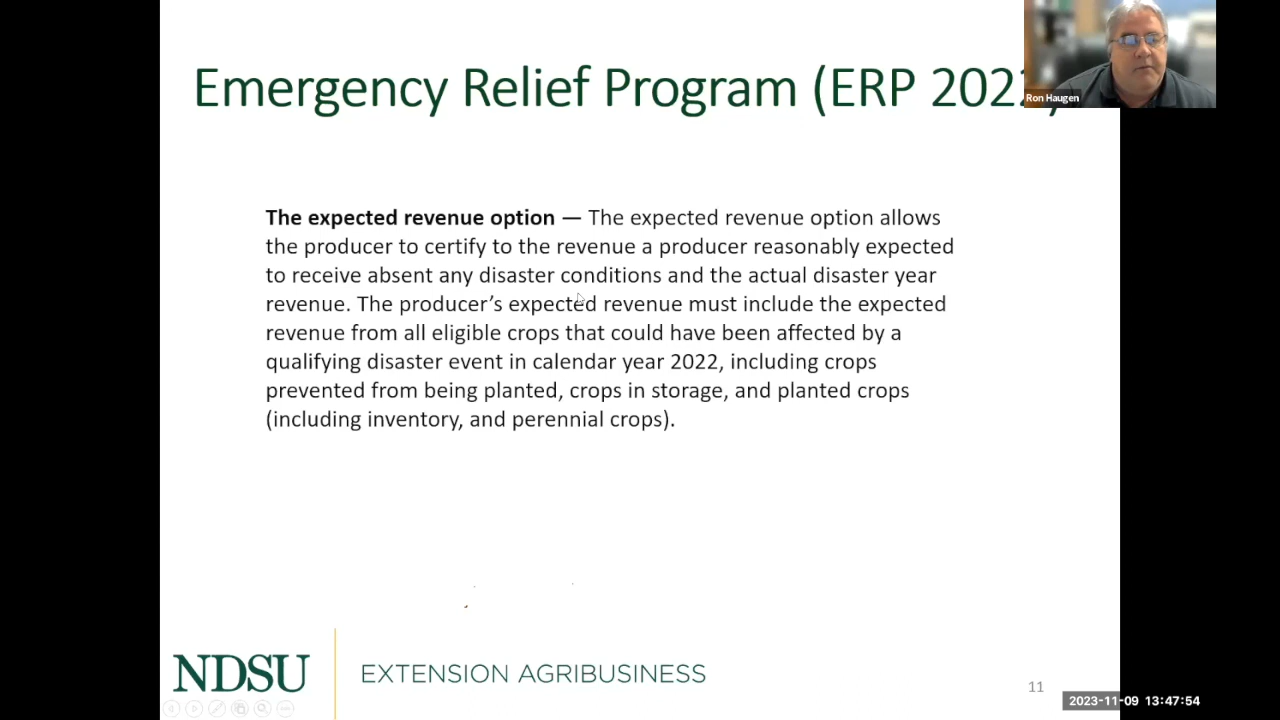 Emergency Relief Program (ERP 2022)
Ron Haugen
The expected revenue option — The expected revenue option allows
the producer to certify to the revenue a producer reasonably expected
to receive absent any disaster conditions and the actual disaster year
revenue. The producer’s expected revenue must include the expected
revenue from all eligible crops that could have been affected by a
qualifying disaster event in calendar year 2022, including crops
prevented from being planted, crops in storage, and planted crops
(including inventory, and perennial crops).
NDSU
EXTENSION AGRIBUSINESS
11
2023-11-09 13:47:54